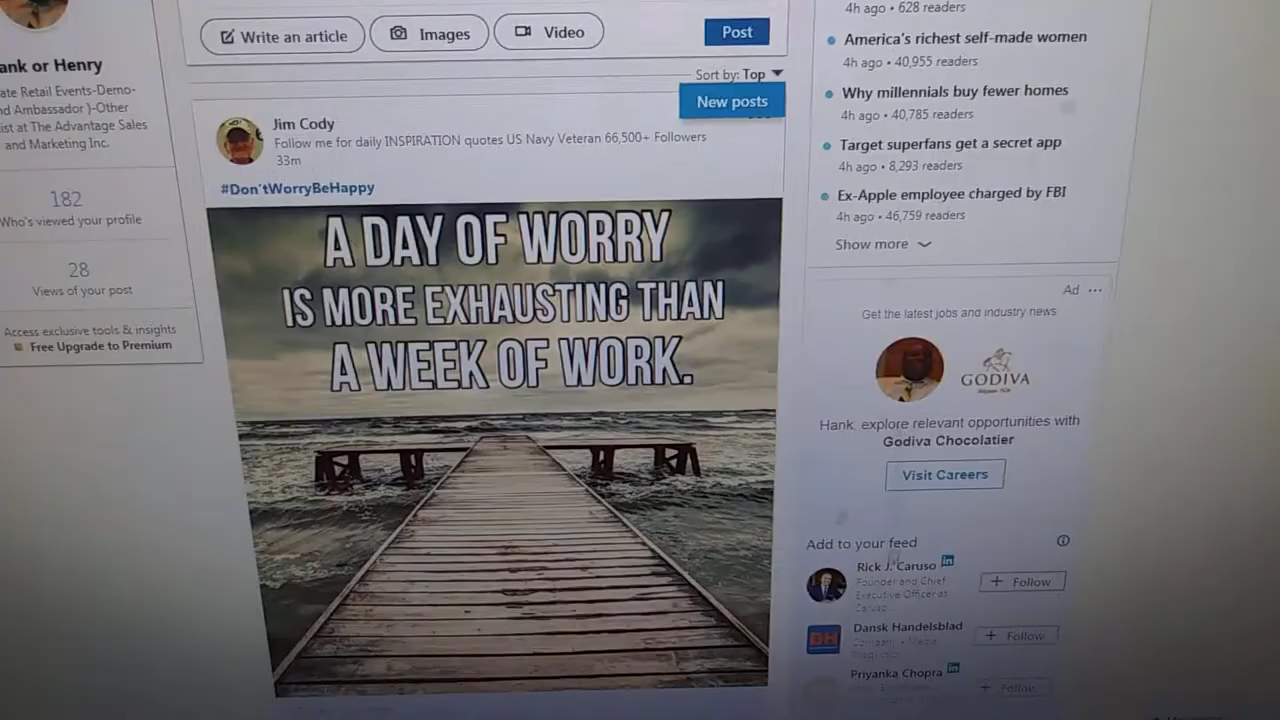 ank or Henry
ate Retail Events-Demo-
nd Ambassador }-Other
ist at The Advantage Sales
and Marketing Inc.
182
Who's viewed your profile
28
Views of your post
Access exclusive tools & insights
Free Upgrade to Premium
Write an article
Images
Video
Post
Sort by: Top
New posts
Jim Cody
Follow me for daily INSPIRATION quotes US Navy Veteran 66,500+ Followers
33m
#Don'tWorryBeHappy
A DAY OF WORRY
IS MORE EXHAUSTING THAN
A WEEK OF WORK.
4h ago • 628 readers
America's richest self-made women
4h ago • 40,955 readers
Why millennials buy fewer homes
4h ago • 40,785 readers
Target superfans get a secret app
4h ago • 8,293 readers
Ex-Apple employee charged by FBI
4h ago • 46,759 readers
Show more
Ad
Get the latest jobs and industry news
GODIVA
Hank, explore relevant opportunities with
Godiva Chocolatier
Visit Careers
Add to your feed
Rick J. Caruso in
Founder and Chief
Executive Officer at
Caruso
+ Follow
DH
Dansk Handelsblad
+ Follow
Priyanka Chopra in
+ Follow